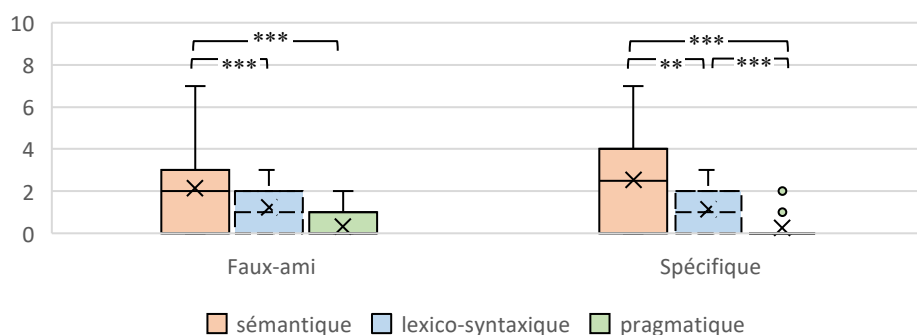 10
*** ***
8
*** ** ***
6
4
2
0
Faux-ami Spécifique
sémantique lexico-syntaxique pragmatique